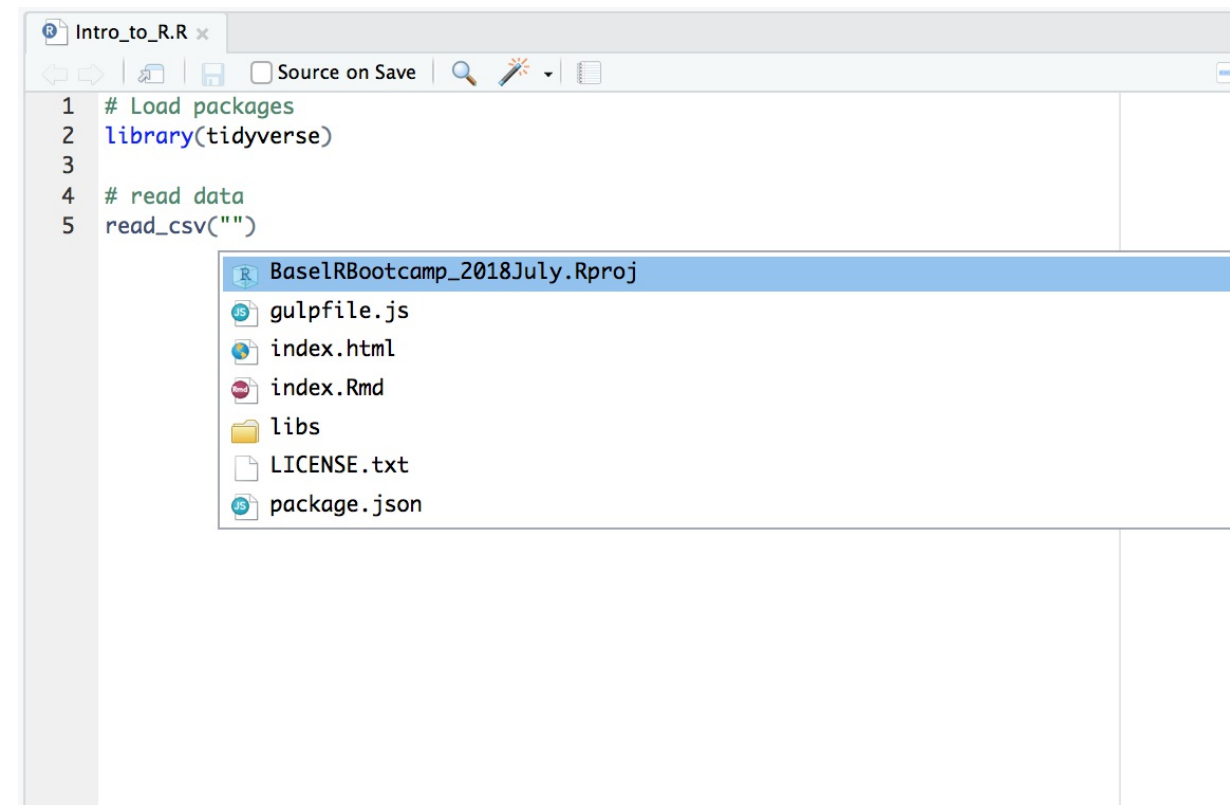 Intro_to_R.R
Source on Save
1 # Load packages
2 library(tidyverse)
3
4 # read data
5 read_csv("")
BaselRBootcamp_2018July.Rproj
gulpfile.js
index.html
index.Rmd
libs
LICENSE.txt
package.json